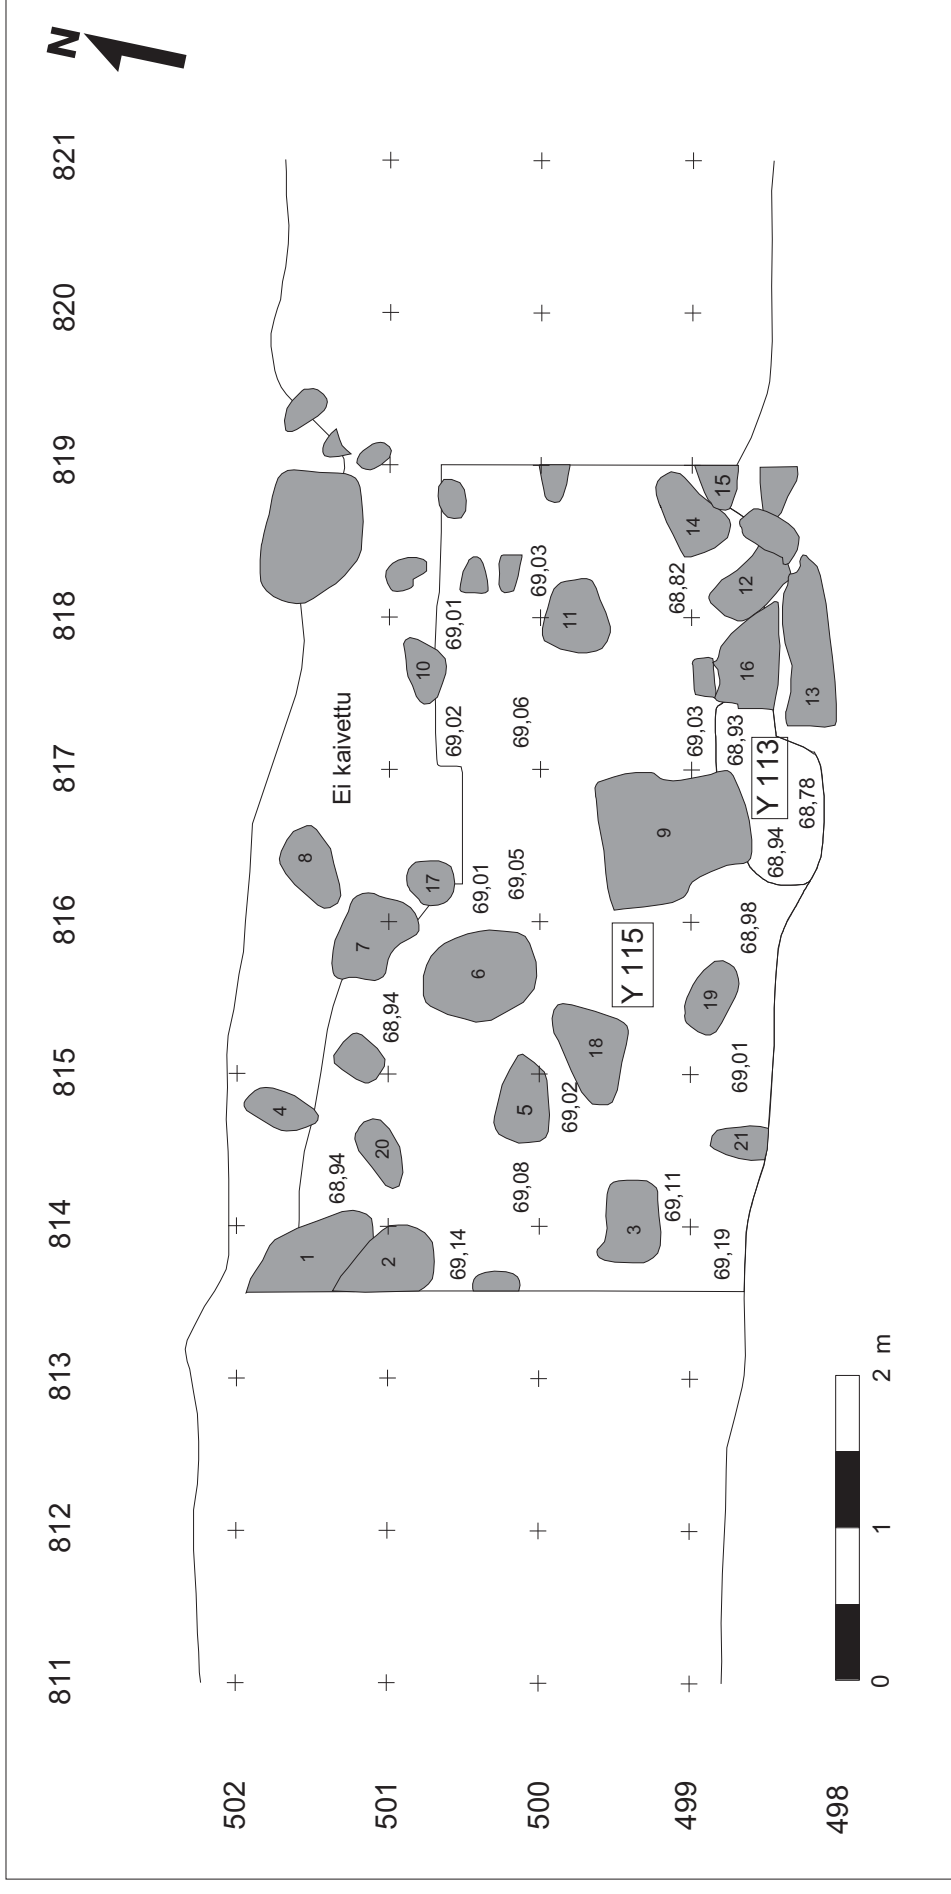 811 812 813 814 815 816 817 818 819 820 821 N
502
4
1 8
68,94 Ei kaivettu
7
501 2 20 68,94
17 10
69,14 69,02 69,01
6 69,01
69,08 5 69,05 69,06
500 69,03
69,02 11
18
3 Y 115
9
69,11 68,82
499 69,03 14
19
69,19 15
21 69,01 68,98 68,93 16 12
68,94 Y 113
68,78 13
498
0 1 2 m